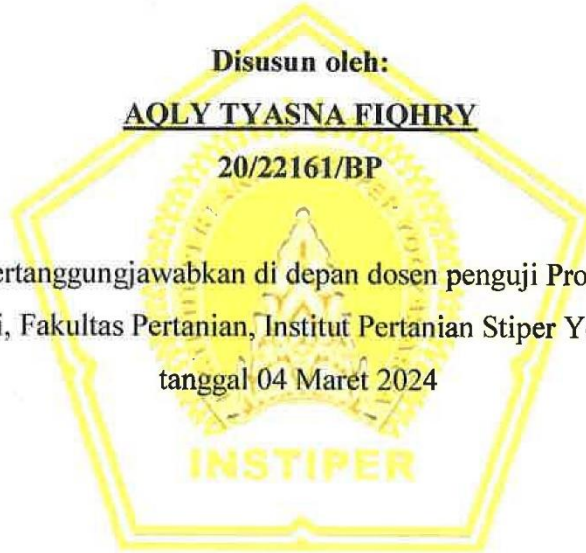 Disusun oleh:
AQLY TYASNA FIQHRY
20/22161/BP
ertanggungjawabkan di depan dosen penguji Pro
i, Fakultas Pertanian, Institut Pertanian Stiper Y
tanggal 04 Maret 2024
INSTIPER